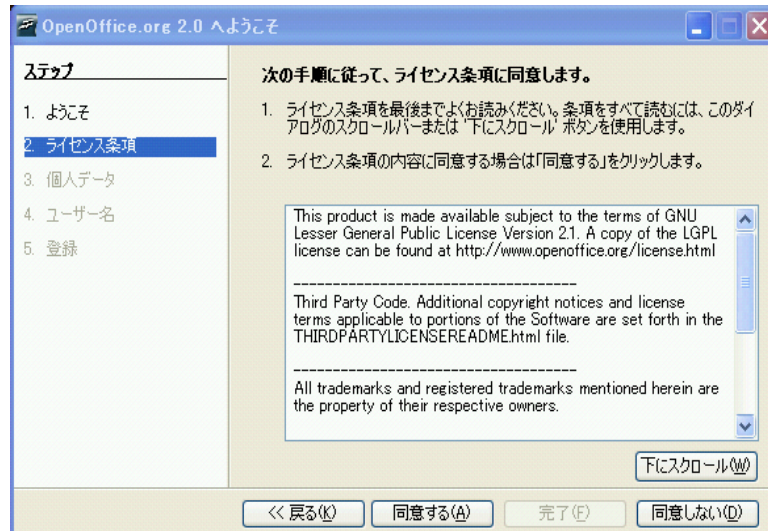 OpenOffice.org 2.0 へようこそ
ステップ
1. ようこそ
2. ライセンス条項
3. 個人データ
4. ユーザー名
5. 登録
次の手順に従って、ライセンス条項に同意します。
1. ライセンス条項を最後までよくお読みください。条項をすべて読むには、このダイ
アログのスクロールバーまたは '下にスクロール' ボタンを使用します。
2. ライセンス条項の内容に同意する場合は「同意する」をクリックします。
This product is made available subject to the terms of GNU
Lesser General Public License Version 2.1. A copy of the LGPL
license can be found at http://www.openoffice.org/license.html
------------------------------------
Third Party Code. Additional copyright notices and license
terms applicable to portions of the Software are set forth in the
THIRDPARTYLICENSEREADME.html file.
------------------------------------
All trademarks and registered trademarks mentioned herein are
the property of their respective owners.
下にスクロール(W)
<< 戻る(K)
同意する(A)
完了(F)
同意しない(D)